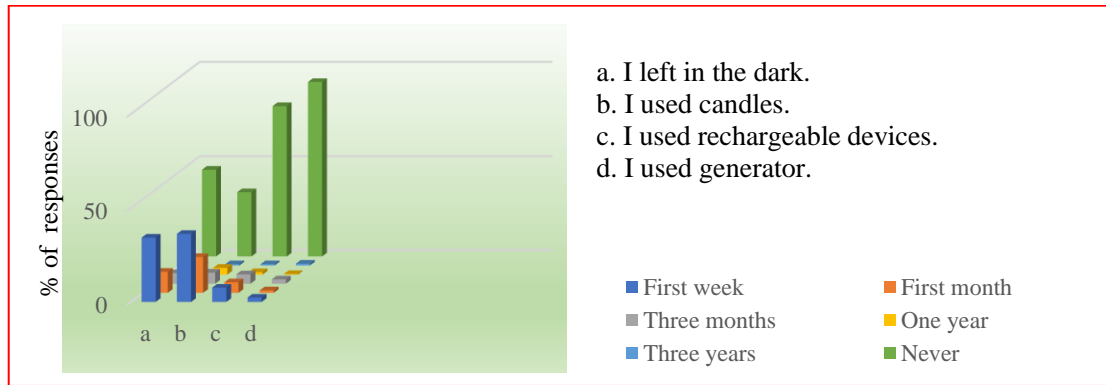 100
50
0
% of responses
a b c d
a. I left in the dark.
b. I used candles.
c. I used rechargeable devices.
d. I used generator.
First week First month
Three months One year
Three years Never